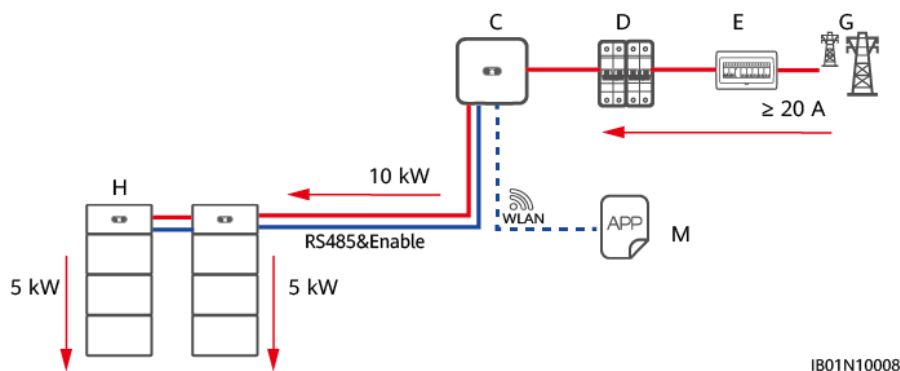 C
D
E
G
≥ 20 A
10 kW
H
WLAN
APP
M
RS485&Enable
5 kW
5 kW
IB01N10008